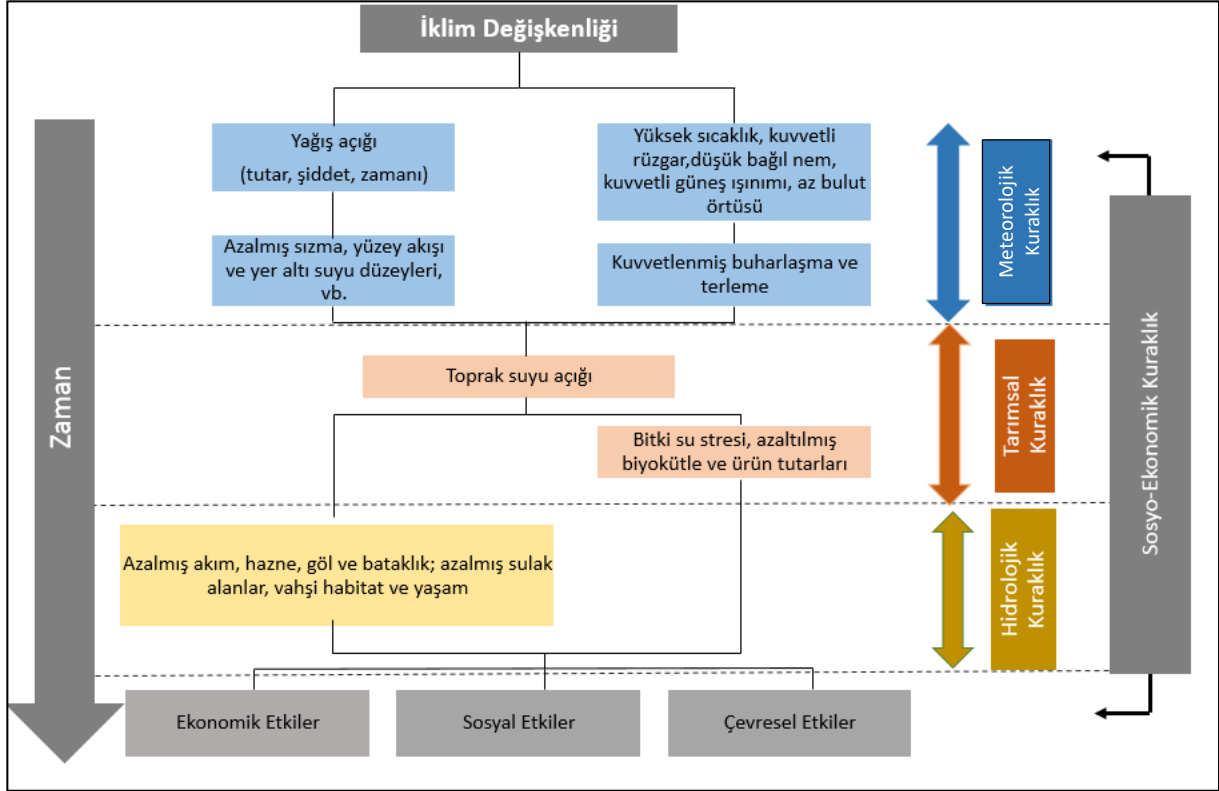 İklim Değişkenliği
Yağış açığı
(tutar, şiddet, zamanı)
Yüksek sıcaklık, kuvvetli
rüzgar,düşük bağıl nem,
kuvvetli güneş ışınımı, az bulut
örtüsü
Azalmış sızma, yüzey akışı
ve yer altı suyu düzeyleri,
vb.
Kuvvetlenmiş buharlaşma ve
terleme
Meteorolojik
Kuraklık
Toprak suyu açığı
Bitki su stresi, azaltılmış
biyokütle ve ürün tutarları
Tarımsal
Kuraklık
Azalmış akım, hazne, göl ve bataklık; azalmış sulak
alanlar, vahşi habitat ve yaşam
Hidrolojik
Kuraklık
Zaman
Sosyo-Ekonomik Kuraklık
Ekonomik Etkiler
Sosyal Etkiler
Çevresel Etkiler